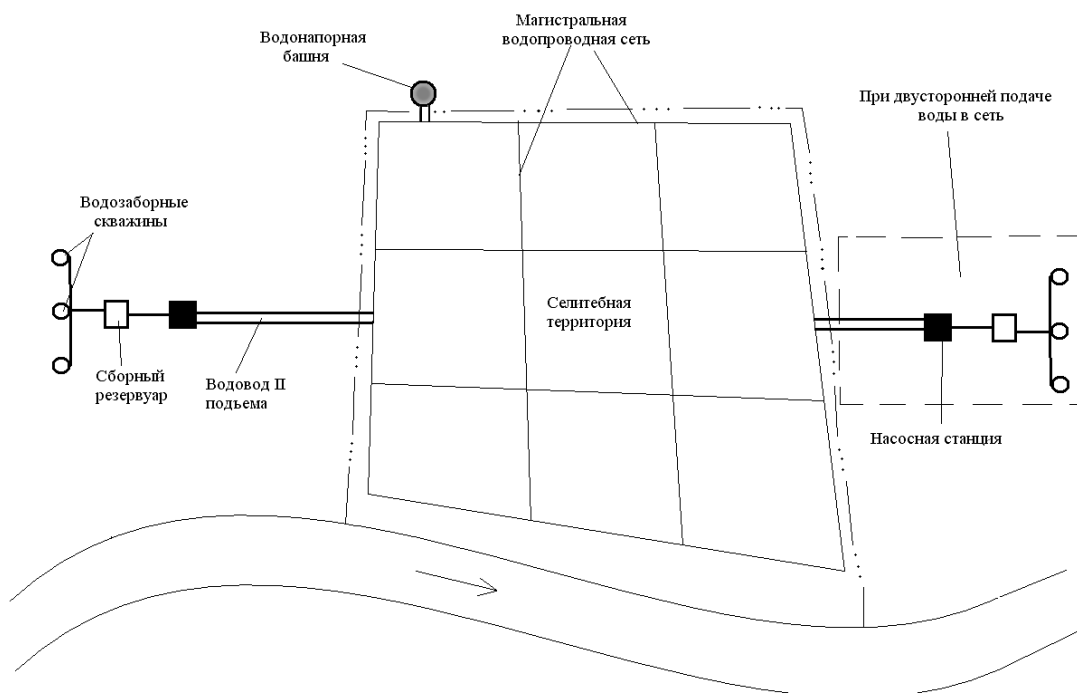 Магистральная
водопроводная сеть
Водонапорная
башня
При двусторонней подаче
воды в сеть
Водозаборные
скважины
Селитебная
территория
Сборный
резервуар
Водовод II
подъема
Насосная станция